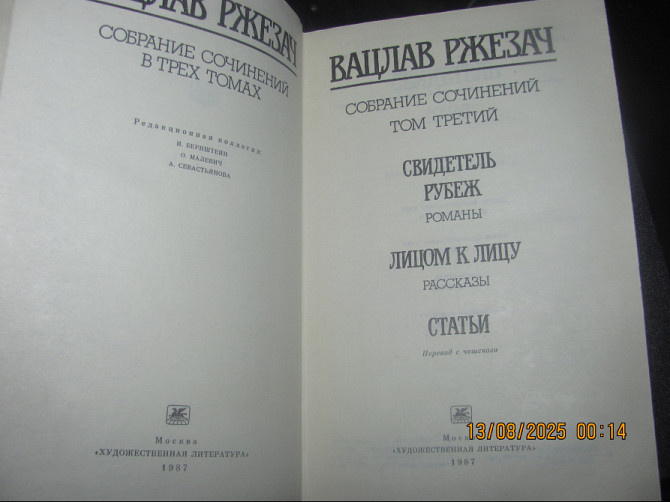 ВАЦЛАВ РЖЕЗАЧ
СОБРАНИЕ СОЧИНЕНИЙ
В ТРЕХ ТОМАХ
Редакционная коллегия:
И. БЕРНШТЕЙН
О. МАЛЕВИЧ
А. СЕВАСТЬЯНОВА
Москва
«ХУДОЖЕСТВЕННАЯ ЛИТЕРАТУРА»
1987
ВАЦЛАВ РЖЕЗАЧ
СОБРАНИЕ СОЧИНЕНИЙ
ТОМ ТРЕТИЙ
СВИДЕТЕЛЬ
РУБЕЖ
РОМАНЫ
ЛИЦОМ К ЛИЦУ
РАССКАЗЫ
СТАТЬИ
Перевод с чешского
Москва
«ХУДОЖЕСТВЕННАЯ ЛИТЕРАТУРА»
1987
13/08/2025 00:14